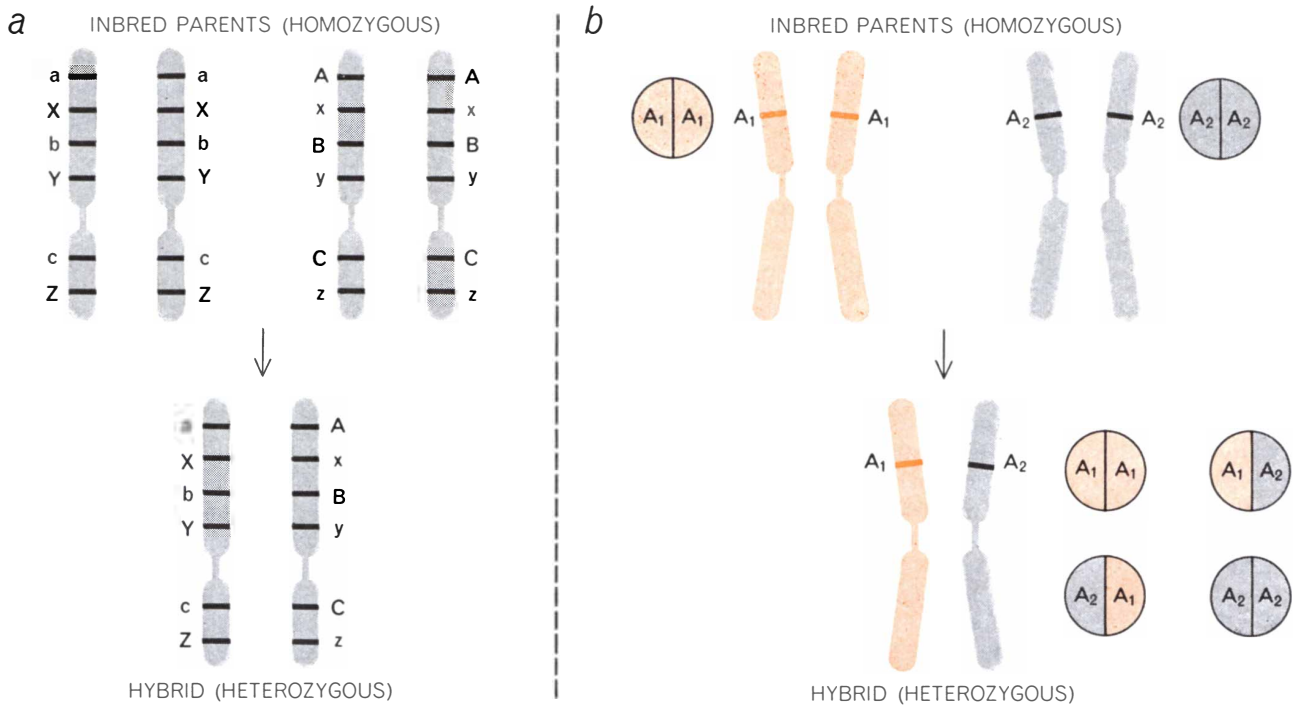 a
INBRED PARENTS (HOMOZYGOUS)
a a A A
X X x x
b b B B
Y Y y y
c c C C
Z Z z z
A
X x
b B
Y y
c C
Z z
HYBRID (HETEROZYGOUS)
b
INBRED PARENTS (HOMOZYGOUS)
A₁ A₁ A₁ A₁ A₂ A₂ A₂ A₂
A₁ A₂ A₁ A₁ A₁ A₂
A₂ A₁ A₂ A₂
HYBRID (HETEROZYGOUS)